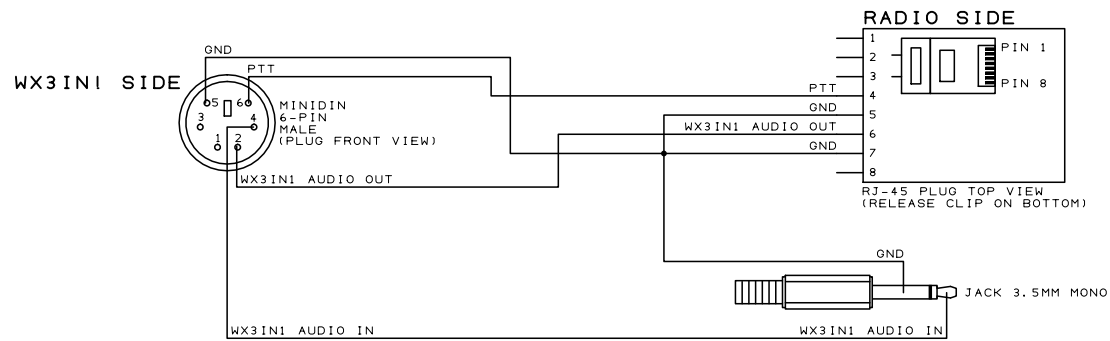 RADIO SIDE
1
2
3
4
5
6
7
8
PIN 1
PIN 8
GND
PTT
WX3IN1 SIDE
5
6
3
4
1
2
MINIDIN
6-PIN
MALE
(PLUG FRONT VIEW)
PTT
GND
WX3IN1 AUDIO OUT
GND
WX3IN1 AUDIO OUT
RJ-45 PLUG TOP VIEW
(RELEASE CLIP ON BOTTOM)
GND
JACK 3.5MM MONO
WX3IN1 AUDIO IN
WX3IN1 AUDIO IN